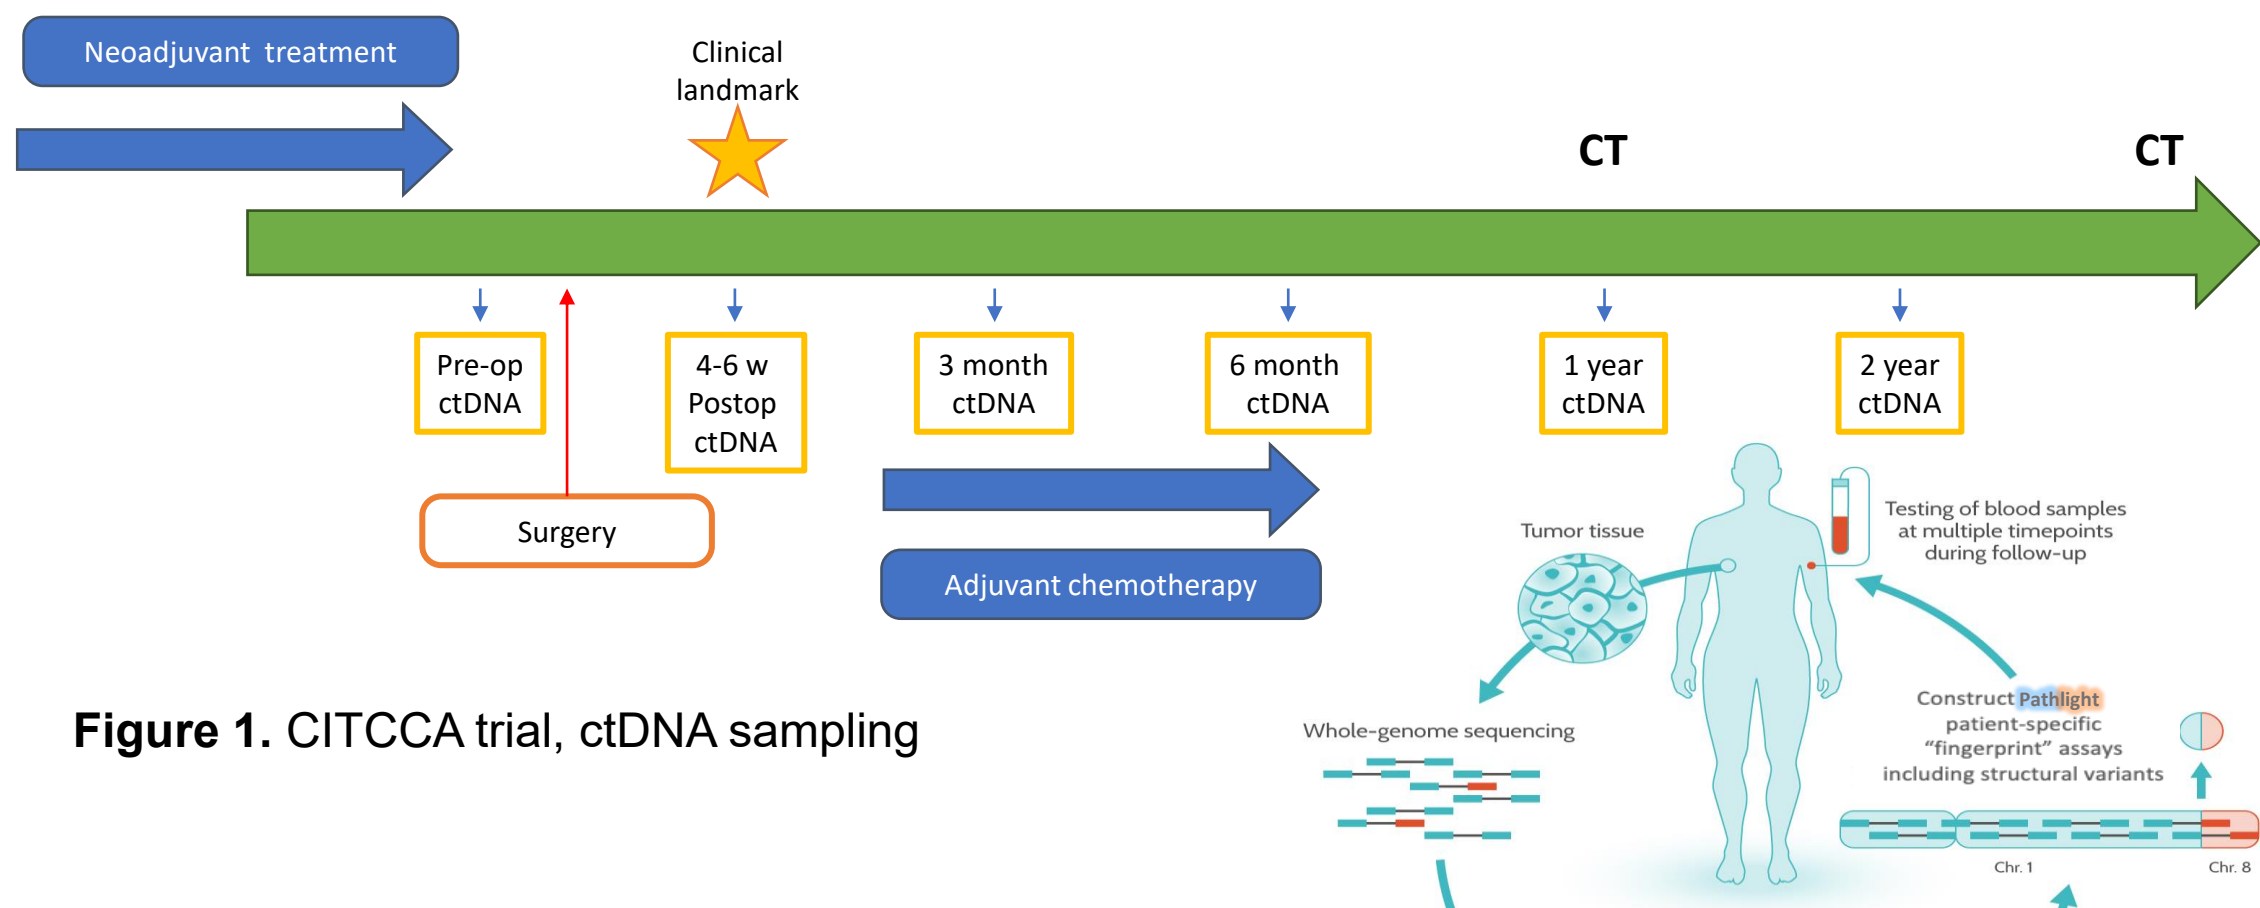 Neoadjuvant treatment
Clinical
landmark
CT
CT
Pre-op
ctDNA
4-6 w
Postop
ctDNA
3 month
ctDNA
6 month
ctDNA
1 year
ctDNA
2 year
ctDNA
Surgery
Adjuvant chemotherapy
Tumor tissue
Testing of blood samples
at multiple timepoints
during follow-up
Whole-genome sequencing
Construct Pathlight
patient-specific
“fingerprint” assays
including structural variants
Chr. 1
Chr. 8
Figure 1. CITCCA trial, ctDNA sampling